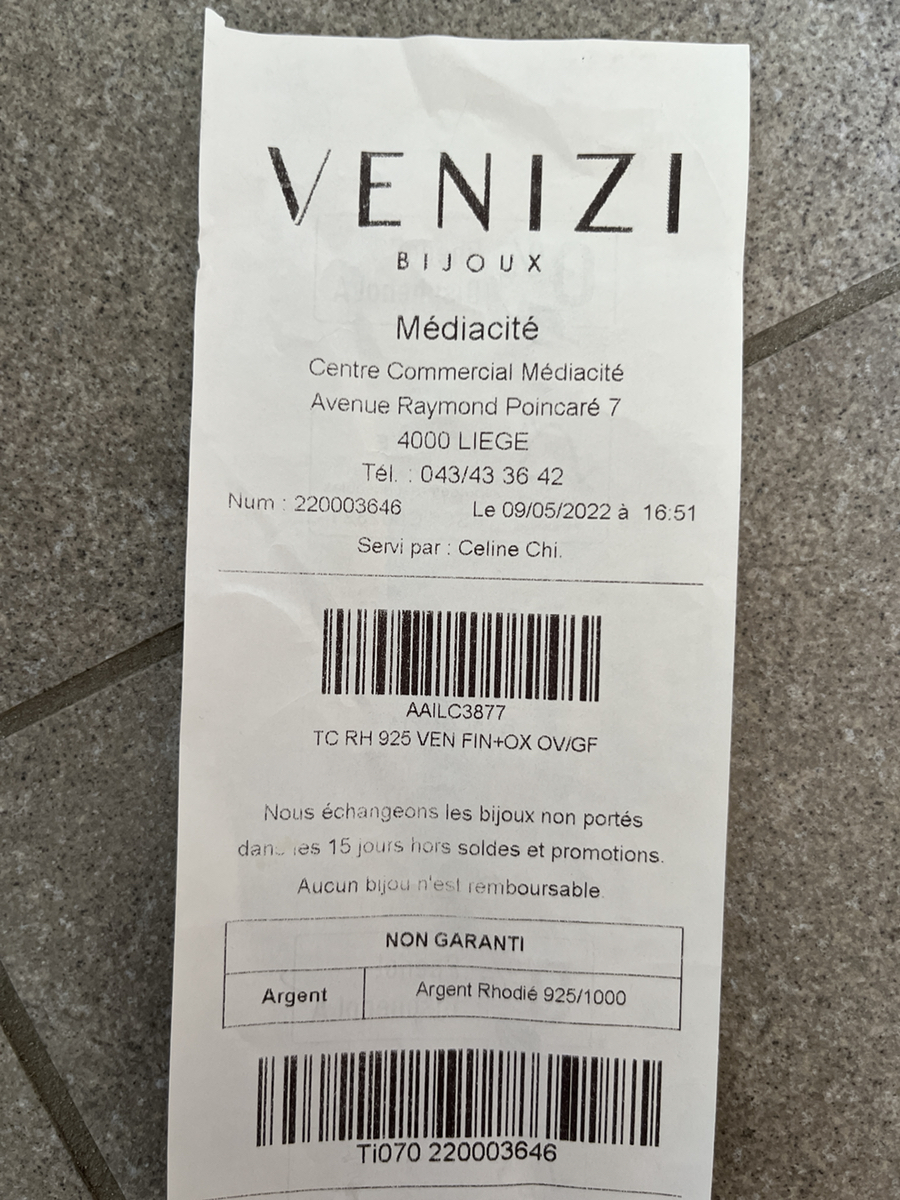 VENIZI
BIJOUX
Médiacité
Centre Commercial Médiacité
Avenue Raymond Poincaré 7
4000 LIEGE
Tél. : 043/43 36 42
Num : 220003646 Le 09/05/2022 à 16:51
Servi par : Celine Chi.
AAILC3877
TC RH 925 VEN FIN+OX OV/GF
Nous échangeons les bijoux non portés
dans les 15 jours hors soldes et promotions.
Aucun bijou n'est remboursable.
NON GARANTI
Argent Argent Rhodié 925/1000
Ti070 220003646